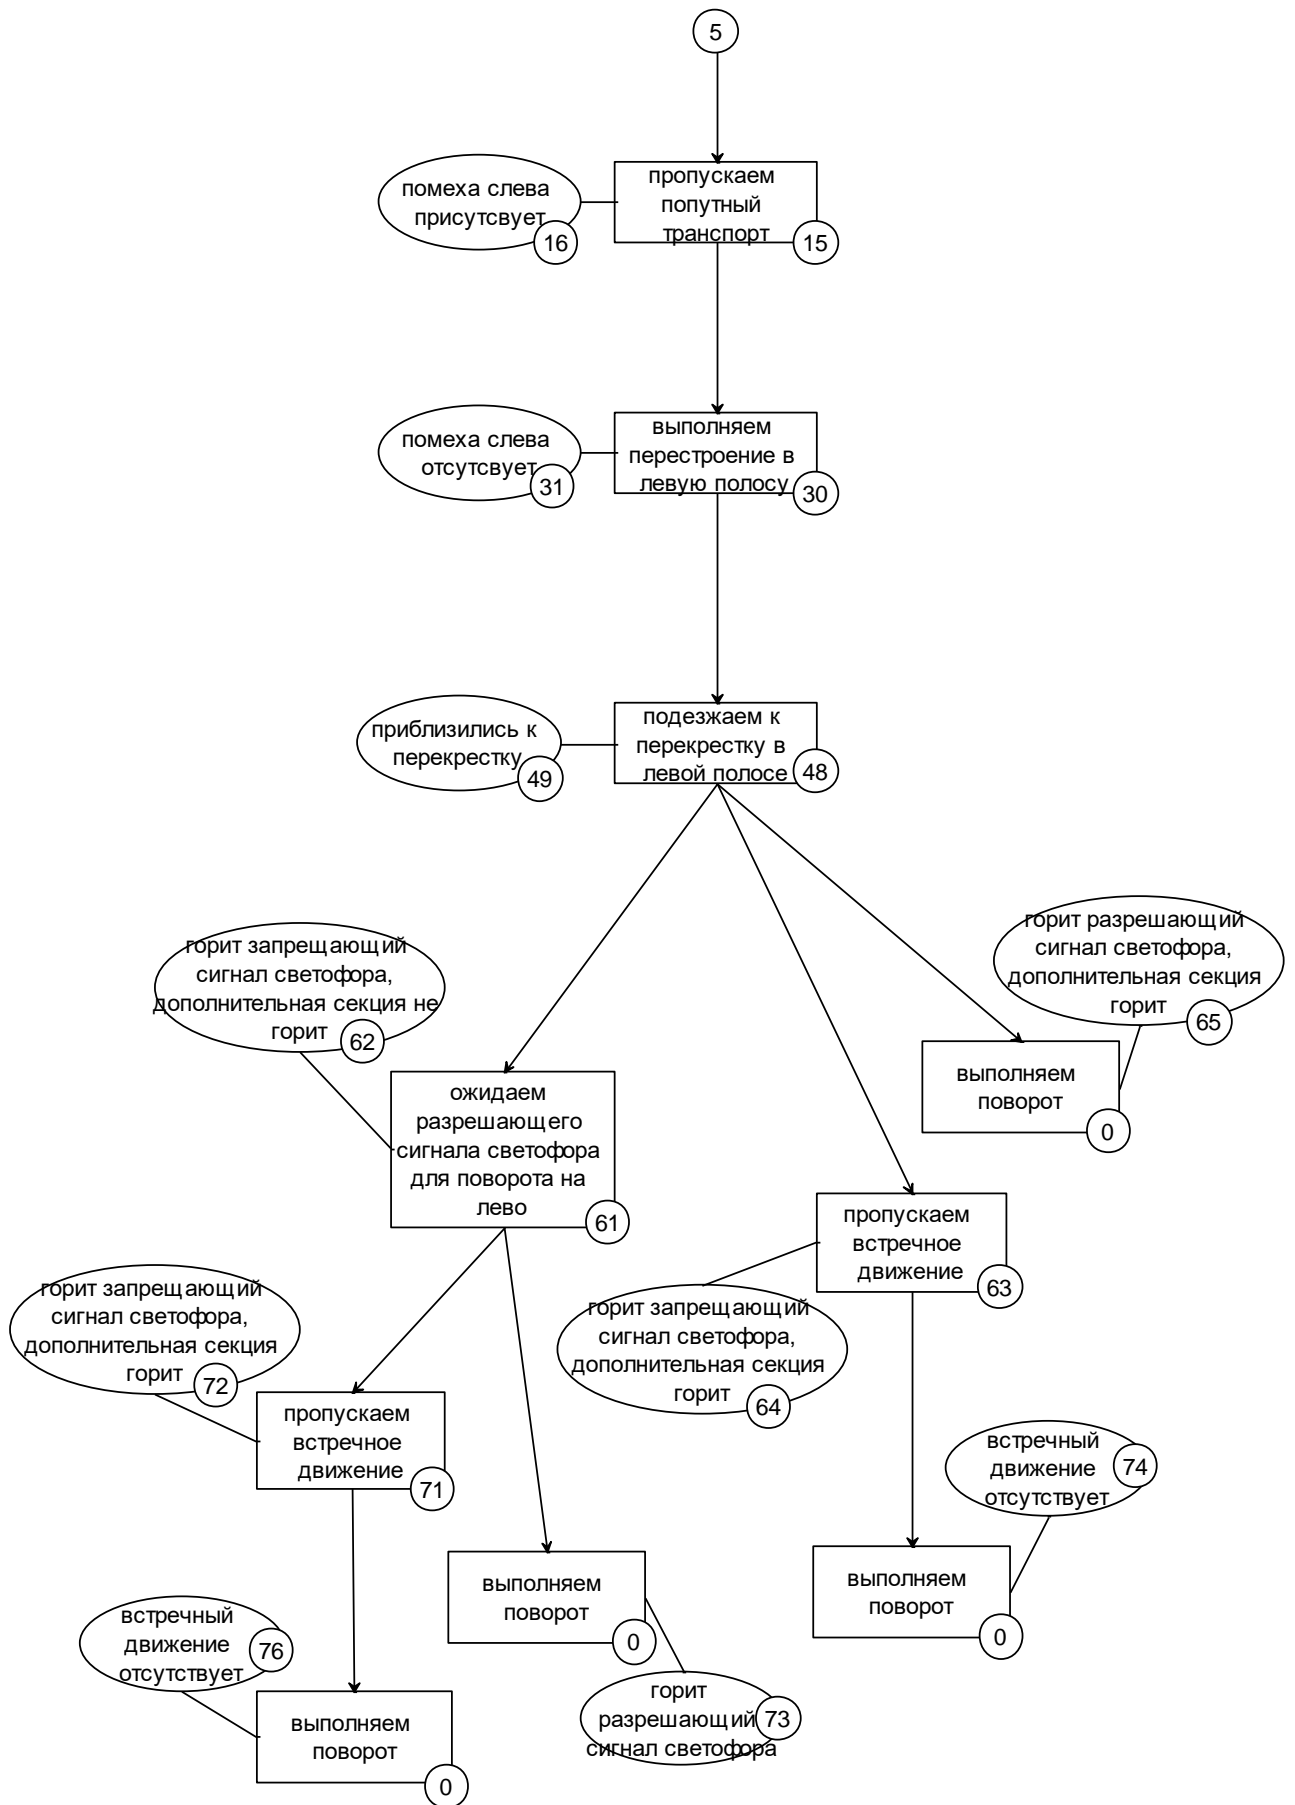 5
помеха слева
присутсвует
16
пропускаем
попутный
транспорт
15
помеха слева
отсутсвует
31
выполняем
перестроение в
левую полосу
30
приблизились к
перекрестку
49
подезжаем к
перекрестку в
левой полосе
48
горит разрешающий
сигнал светофора,
дополнительная секция
горит
65
горит запрещающий
сигнал светофора,
дополнительная секция не
горит
62
выполняем
поворот
0
ожидаем
разрешающего
сигнала светофора
для поворота на
лево
61
пропускаем
встречное
движение
63
горит запрещающий
сигнал светофора,
дополнительная секция
горит
72
горит запрещающий
сигнал светофора,
дополнительная секция
горит
64
пропускаем
встречное
движение
71
встречный
движение
отсутствует
74
выполняем
поворот
0
выполняем
поворот
0
встречный
движение
отсутствует
76
горит
разрешающий
сигнал светофора
73
выполняем
поворот
0